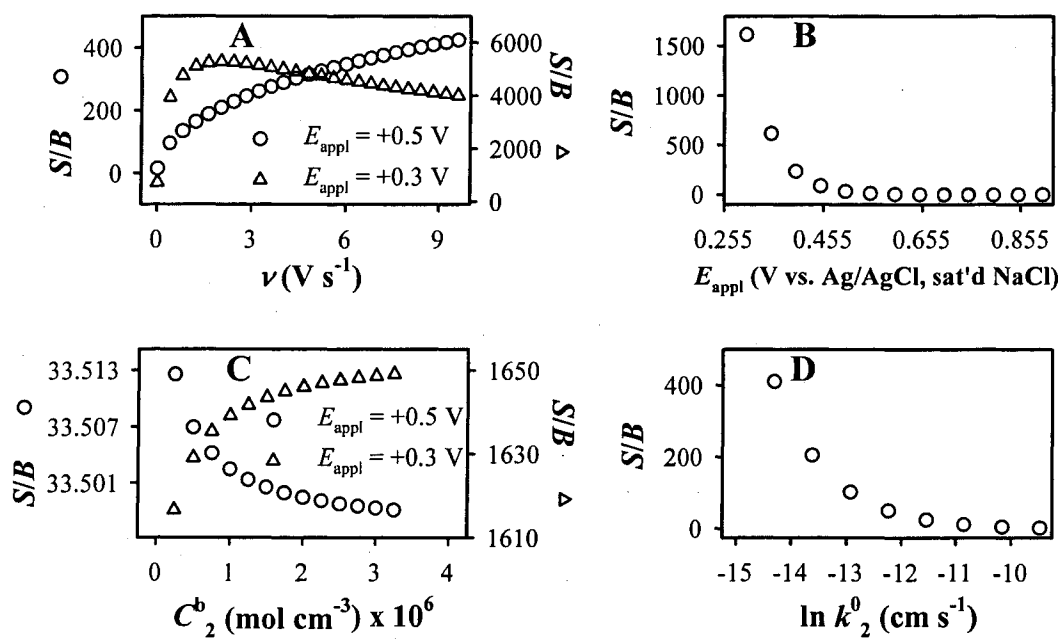 A
S/B
400
200
0
6000
4000
2000
0
S/B
E_appl = +0.5 V
E_appl = +0.3 V
0 3 6 9
ν (V s⁻¹)
B
S/B
1500
1000
500
0
0.255 0.455 0.655 0.855
E_appl (V vs. Ag/AgCl, sat'd NaCl)
C
S/B
33.513
33.507
33.501
1650
1630
1610
S/B
E_appl = +0.5 V
E_appl = +0.3 V
0 1 2 3 4
C^b_2 (mol cm⁻³) x 10⁶
D
S/B
400
200
0
-15 -14 -13 -12 -11 -10
ln k⁰₂ (cm s⁻¹)